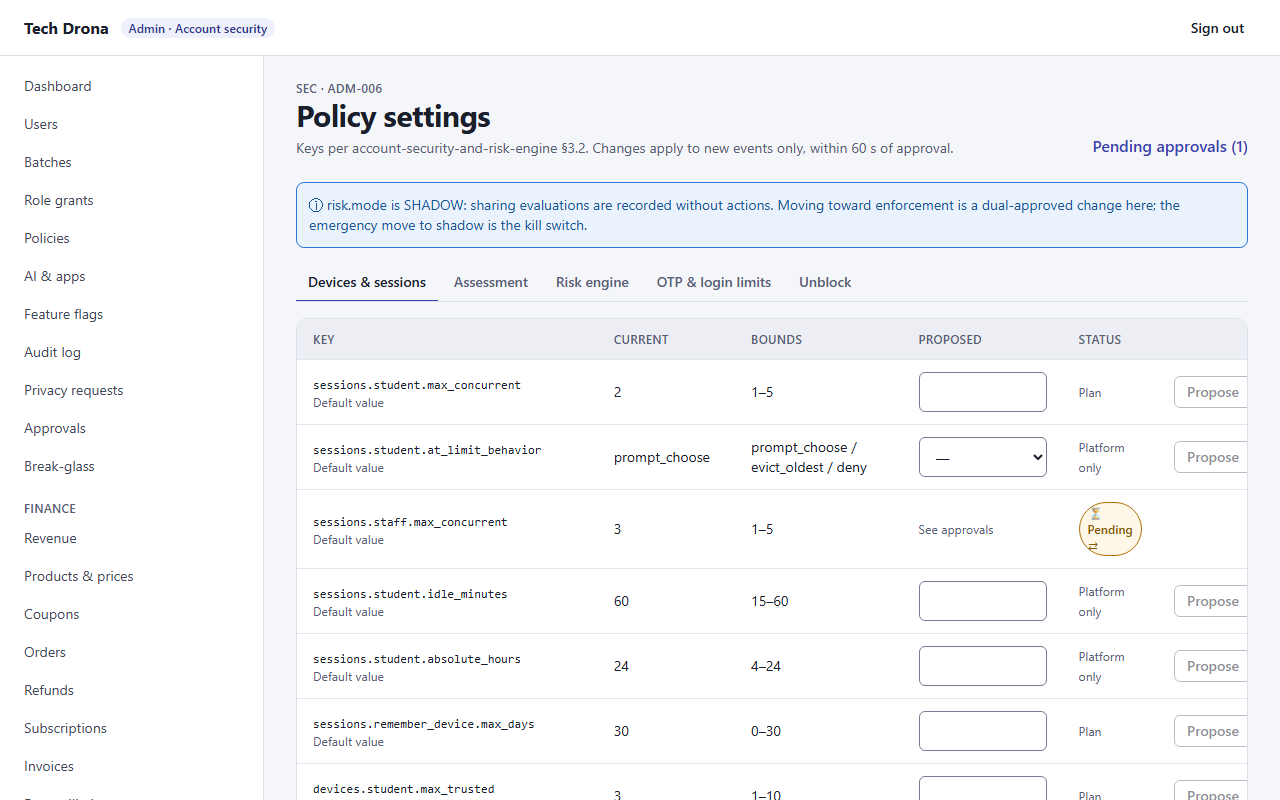 Tech Drona
Admin · Account security
Sign out
Dashboard
Users
Batches
Role grants
Policies
AI & apps
Feature flags
Audit log
Privacy requests
Approvals
Break-glass
FINANCE
Revenue
Products & prices
Coupons
Orders
Refunds
Subscriptions
Invoices
SEC · ADM-006
Policy settings
Keys per account-security-and-risk-engine §3.2. Changes apply to new events only, within 60 s of approval.
Pending approvals (1)
ⓘ risk.mode is SHADOW: sharing evaluations are recorded without actions. Moving toward enforcement is a dual-approved change here; the
emergency move to shadow is the kill switch.
Devices & sessions Assessment Risk engine OTP & login limits Unblock
KEY CURRENT BOUNDS PROPOSED STATUS
sessions.student.max_concurrent
Default value
2
1–5
Plan
Propose
sessions.student.at_limit_behavior
Default value
prompt_choose
prompt_choose /
evict_oldest / deny
—
Platform
only
Propose
sessions.staff.max_concurrent
Default value
3
1–5
See approvals
⏳
Pending
⇄
sessions.student.idle_minutes
Default value
60
15–60
Platform
only
Propose
sessions.student.absolute_hours
Default value
24
4–24
Platform
only
Propose
sessions.remember_device.max_days
Default value
30
0–30
Plan
Propose
devices.student.max_trusted
3
1–10
Plan
Propose